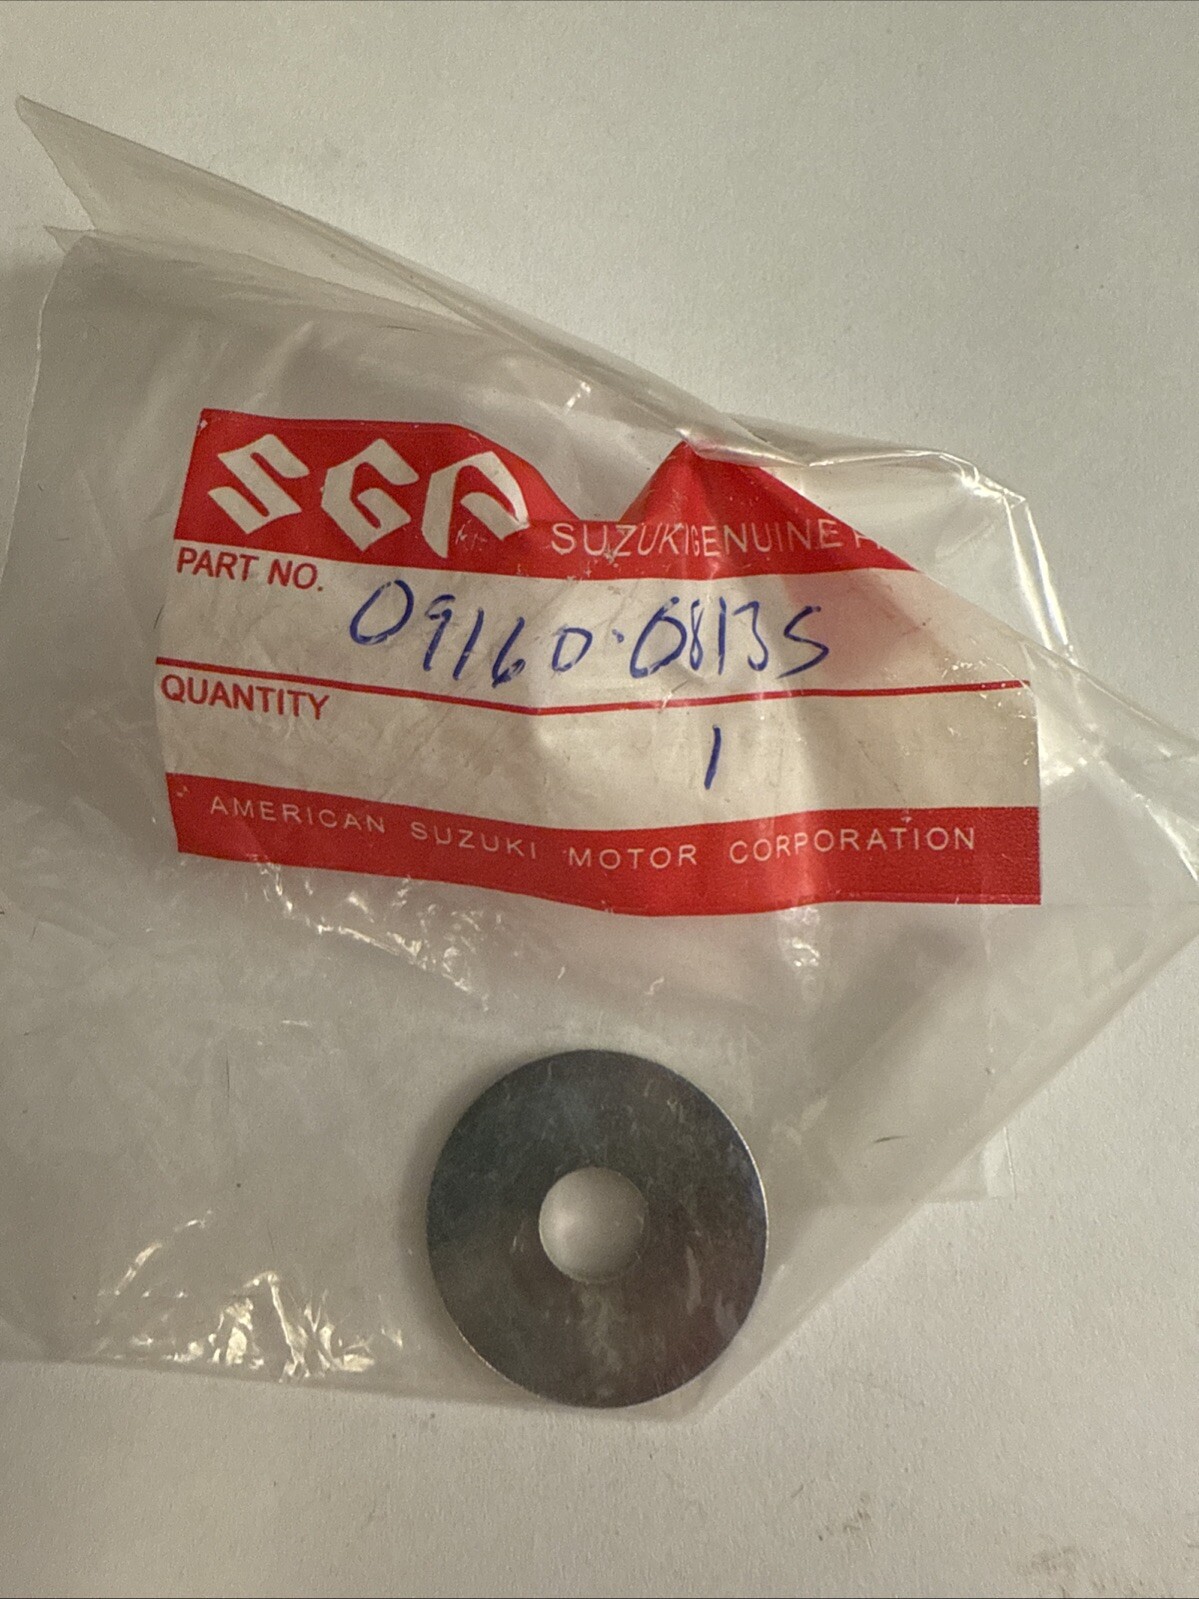 SGP SUZUKI GENUINE P
PART NO. 09160-08135
QUANTITY 1
AMERICAN SUZUKI MOTOR CORPORATION